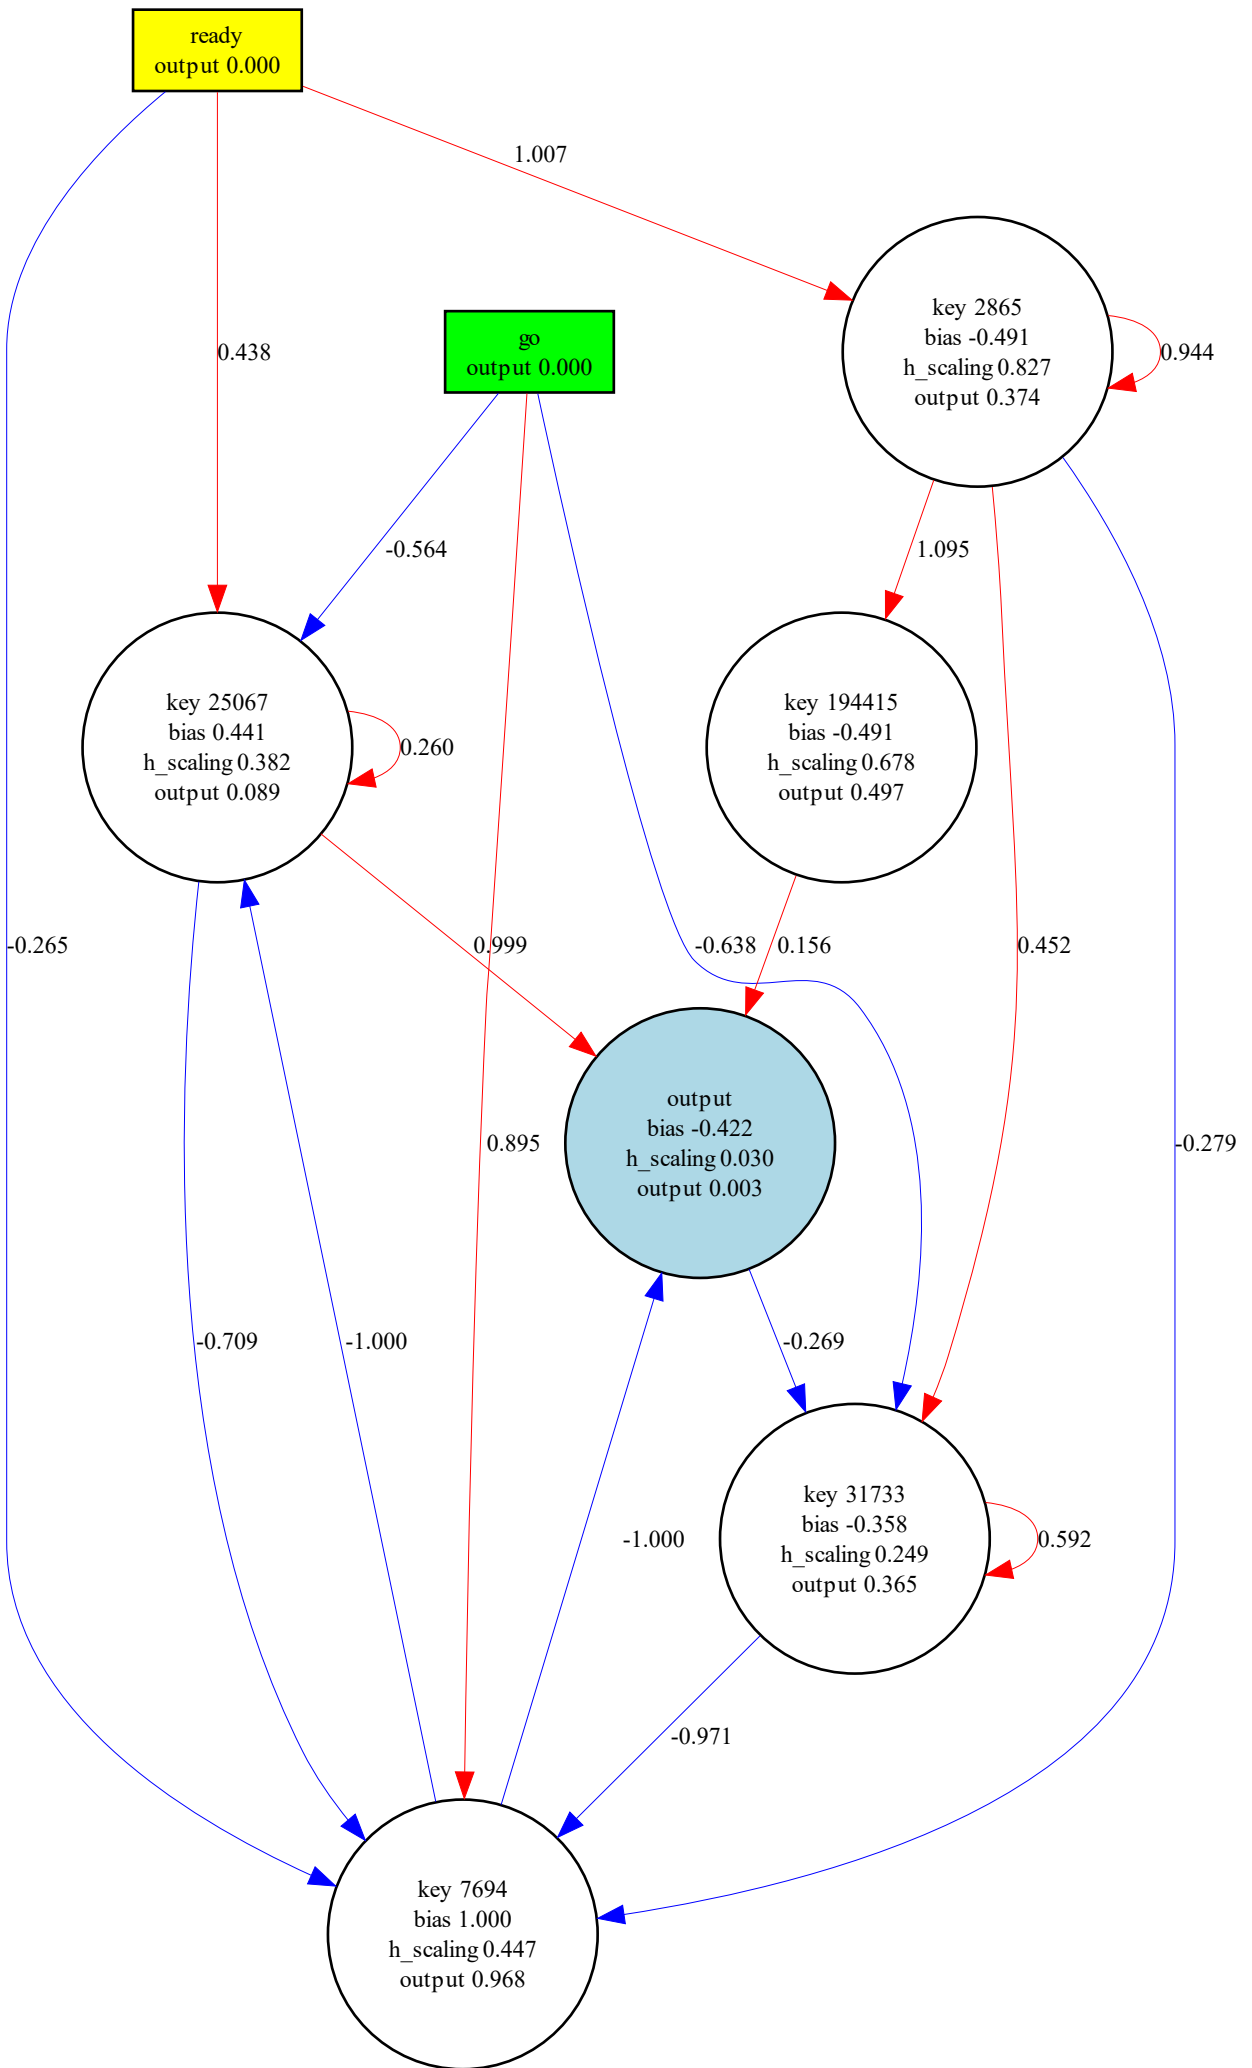 ready
output 0.000
1.007
go
output 0.000
key 2865
bias -0.491
h_scaling 0.827
output 0.374
0.944
0.438
-0.564
1.095
key 25067
bias 0.441
h_scaling 0.382
output 0.089
0.260
key 194415
bias -0.491
h_scaling 0.678
output 0.497
-0.265
0.999
-0.638
0.156
0.452
output
bias -0.422
h_scaling 0.030
output 0.003
0.895
-0.279
-0.709
-1.000
-0.269
key 31733
bias -0.358
h_scaling 0.249
output 0.365
-1.000
0.592
-0.971
key 7694
bias 1.000
h_scaling 0.447
output 0.968